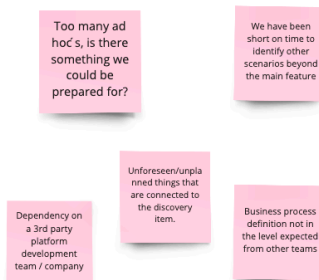 Too many ad
hoc´s, is there
something we
could be
prepared for?
We have been
short on time to
identify other
scenarios beyond
the main feature
Unforeseen/unpla
nned things that
are connected to
the discovery
item.
Dependency on
a 3rd party
platform
development
team / company
Business process
definition not in
the level expected
from other teams